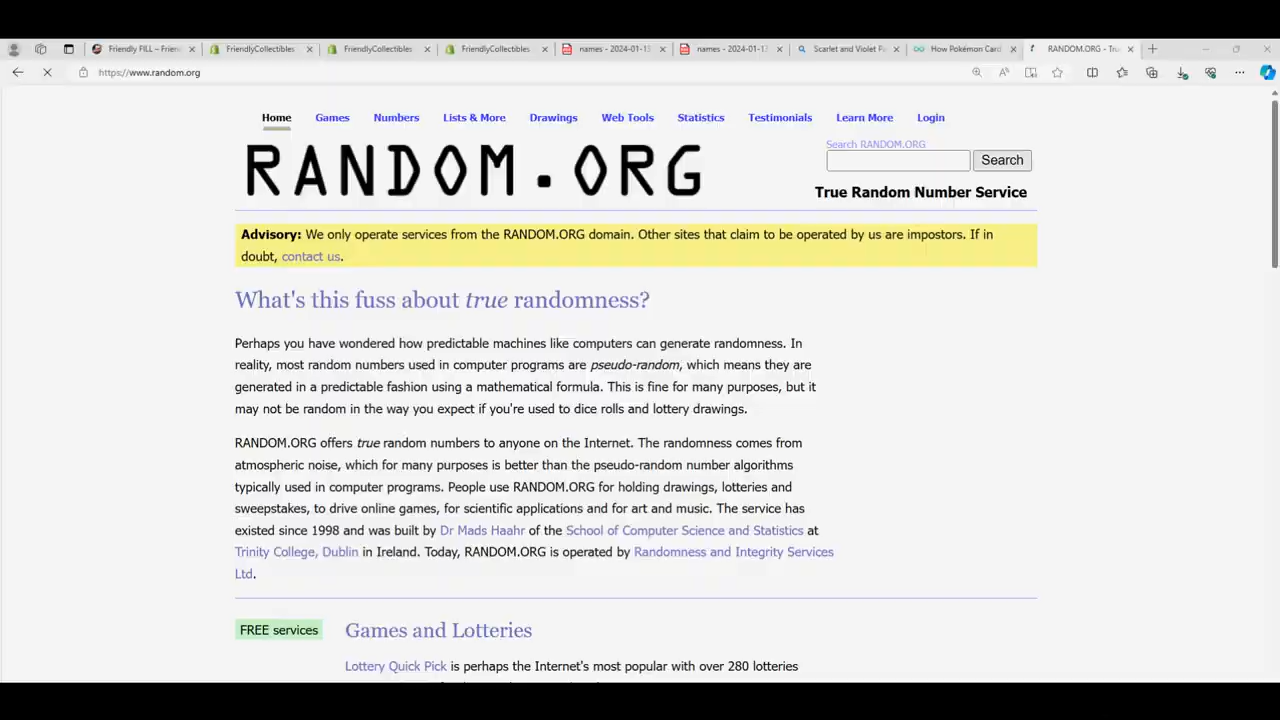 Friendly FILL – Frien
FriendlyCollectibles
FriendlyCollectibles
FriendlyCollectibles
names - 2024-01-13
names - 2024-01-13
Scarlet and Violet Pa
How Pokémon Card
RANDOM.ORG - Tru
https://www.random.org
Home Games Numbers Lists & More Drawings Web Tools Statistics Testimonials Learn More Login
RANDOM.ORG
Search RANDOM.ORG
Search
True Random Number Service
Advisory: We only operate services from the RANDOM.ORG domain. Other sites that claim to be operated by us are impostors. If in
doubt, contact us.
What's this fuss about true randomness?
Perhaps you have wondered how predictable machines like computers can generate randomness. In
reality, most random numbers used in computer programs are pseudo-random, which means they are
generated in a predictable fashion using a mathematical formula. This is fine for many purposes, but it
may not be random in the way you expect if you're used to dice rolls and lottery drawings.
RANDOM.ORG offers true random numbers to anyone on the Internet. The randomness comes from
atmospheric noise, which for many purposes is better than the pseudo-random number algorithms
typically used in computer programs. People use RANDOM.ORG for holding drawings, lotteries and
sweepstakes, to drive online games, for scientific applications and for art and music. The service has
existed since 1998 and was built by Dr Mads Haahr of the School of Computer Science and Statistics at
Trinity College, Dublin in Ireland. Today, RANDOM.ORG is operated by Randomness and Integrity Services
Ltd.
FREE services
Games and Lotteries
Lottery Quick Pick is perhaps the Internet's most popular with over 280 lotteries